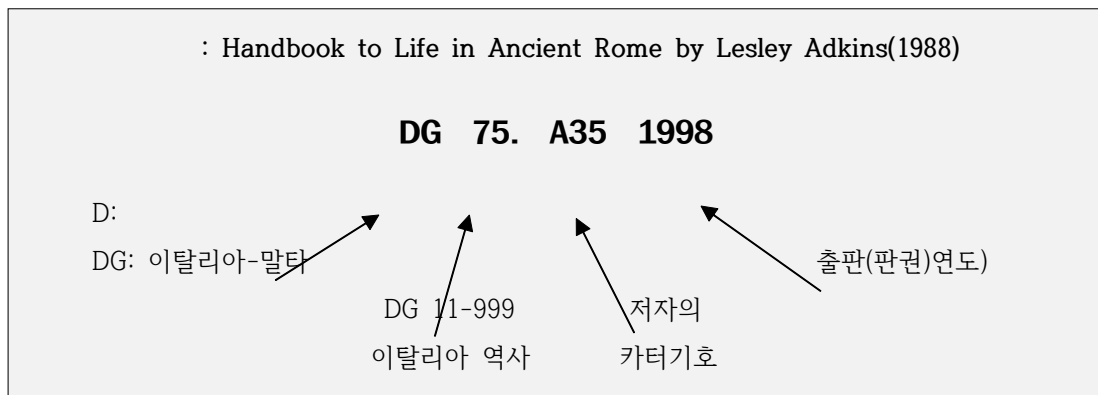 : Handbook to Life in Ancient Rome by Lesley Adkins(1988)
DG 75. A35 1998
D:
DG: 이탈리아-말타 출판(판권)연도)
DG 11-999 저자의
이탈리아 역사 카터기호